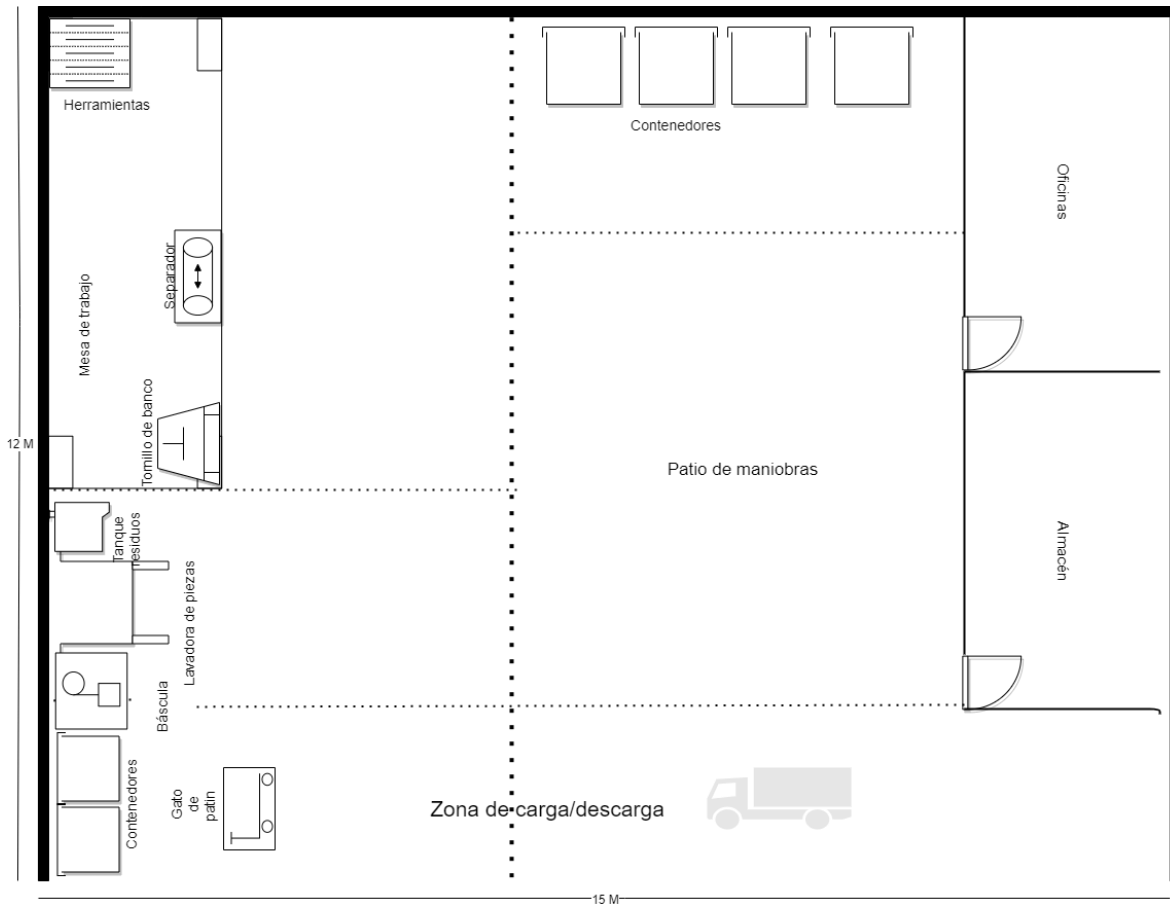 Herramientas
Contenedores
Oficinas
Separador
Mesa de trabajo
Tornillo de banco
12 M
Patio de maniobras
Tanque
residuos
Almacén
Lavadora de piezas
Báscula
Contenedores
Gato
de
patin
Zona de carga/descarga
15 M